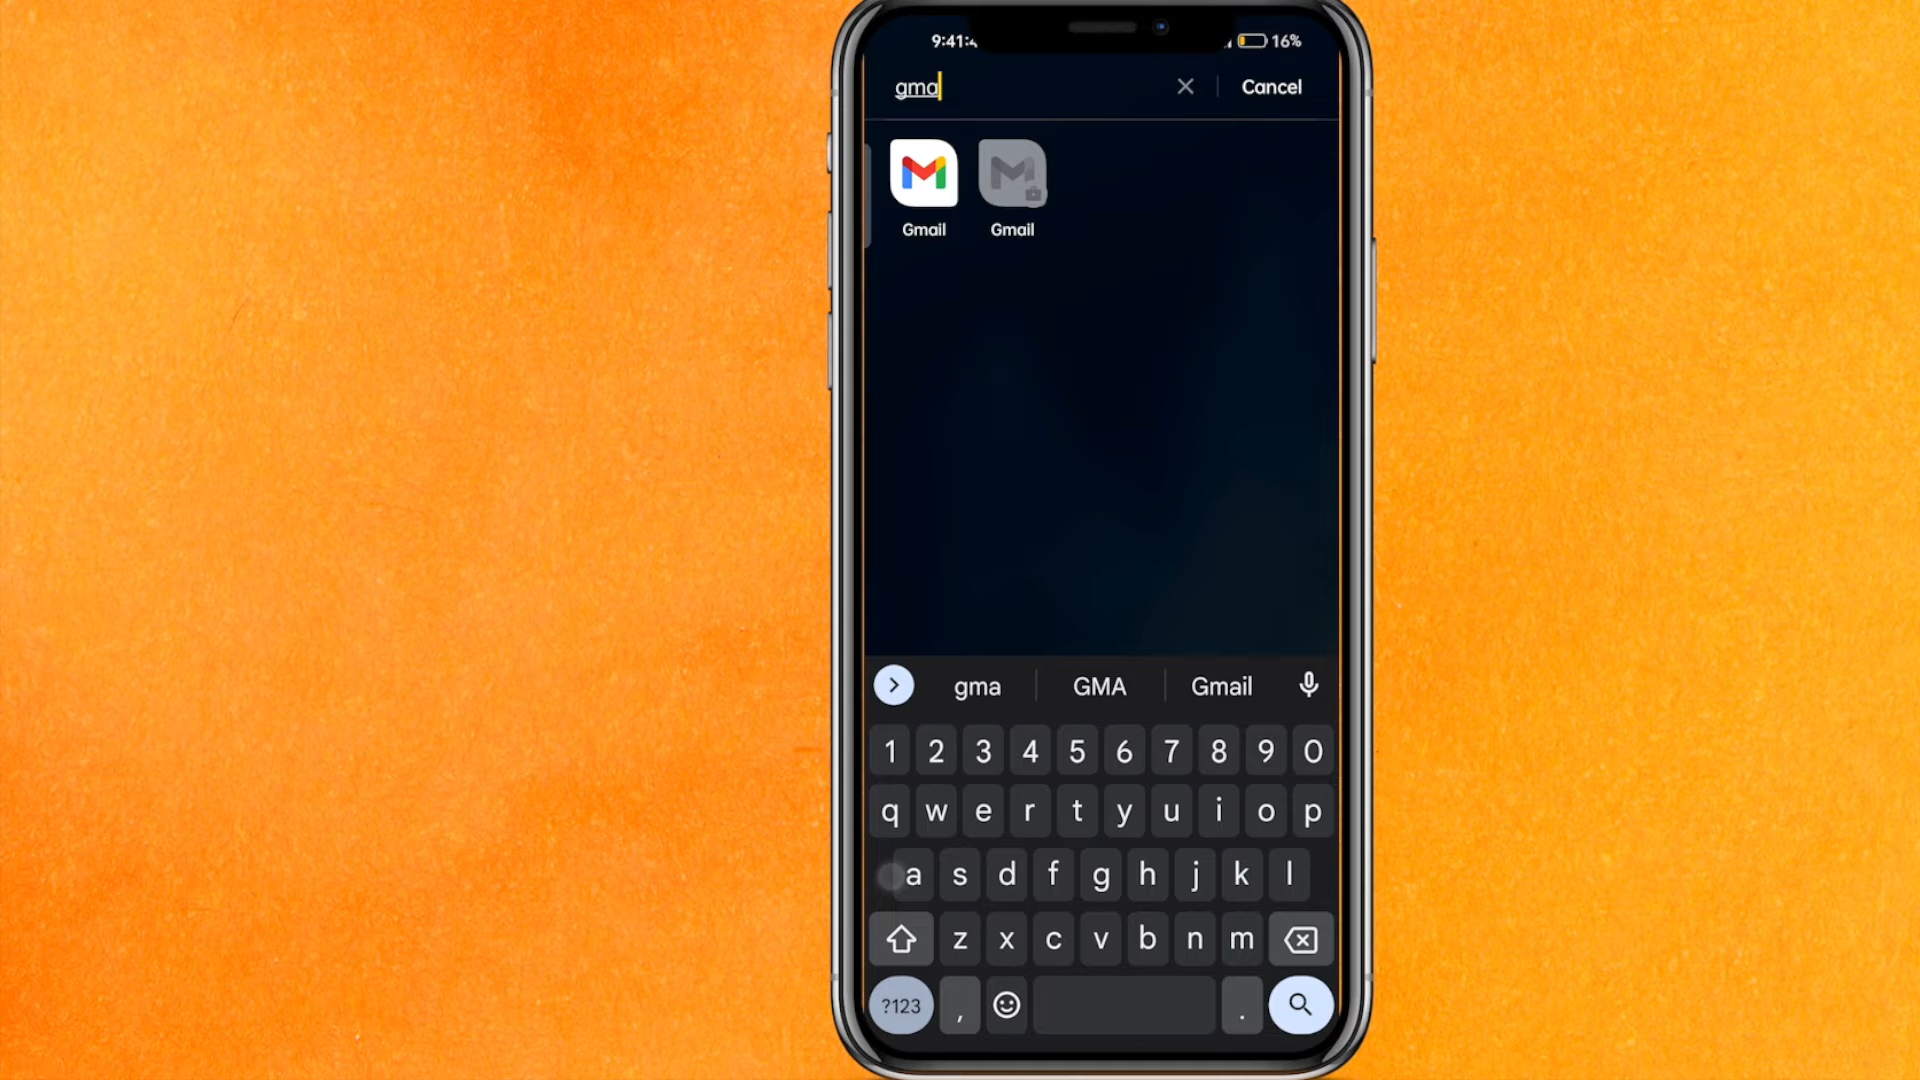 9:41:4
16%
gma
Cancel
Gmail
Gmail
gma
GMA
Gmail
1 2 3 4 5 6 7 8 9 0
q w e r t y u i o p
a s d f g h j k l
z x c v b n m
?123 , .